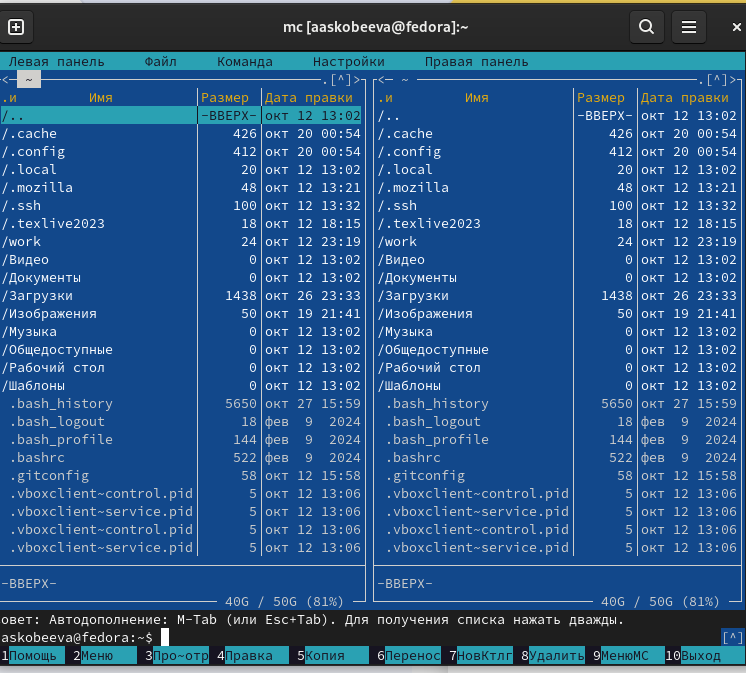 mc [aaskobeeva@fedora]:~
Левая панель Файл Команда Настройки Правая панель
<─ ~ ─.[^]> <─ ~ ─.[^]>
.и Имя Размер Дата правки .и Имя Размер Дата правки
/.. -ВВЕРХ- окт 12 13:02 /.. -ВВЕРХ- окт 12 13:02
/.cache 426 окт 20 00:54 /.cache 426 окт 20 00:54
/.config 412 окт 20 00:54 /.config 412 окт 20 00:54
/.local 20 окт 12 13:02 /.local 20 окт 12 13:02
/.mozilla 48 окт 12 13:21 /.mozilla 48 окт 12 13:21
/.ssh 100 окт 12 13:32 /.ssh 100 окт 12 13:32
/.texlive2023 18 окт 12 18:15 /.texlive2023 18 окт 12 18:15
/work 24 окт 12 23:19 /work 24 окт 12 23:19
/Видео 0 окт 12 13:02 /Видео 0 окт 12 13:02
/Документы 0 окт 12 13:02 /Документы 0 окт 12 13:02
/Загрузки 1438 окт 26 23:33 /Загрузки 1438 окт 26 23:33
/Изображения 50 окт 19 21:41 /Изображения 50 окт 19 21:41
/Музыка 0 окт 12 13:02 /Музыка 0 окт 12 13:02
/Общедоступные 0 окт 12 13:02 /Общедоступные 0 окт 12 13:02
/Рабочий стол 0 окт 12 13:02 /Рабочий стол 0 окт 12 13:02
/Шаблоны 0 окт 12 13:02 /Шаблоны 0 окт 12 13:02
.bash_history 5650 окт 27 15:59 .bash_history 5650 окт 27 15:59
.bash_logout 18 фев 9 2024 .bash_logout 18 фев 9 2024
.bash_profile 144 фев 9 2024 .bash_profile 144 фев 9 2024
.bashrc 522 фев 9 2024 .bashrc 522 фев 9 2024
.gitconfig 58 окт 12 15:58 .gitconfig 58 окт 12 15:58
.vboxclient~control.pid 5 окт 12 13:06 .vboxclient~control.pid 5 окт 12 13:06
.vboxclient~service.pid 5 окт 12 13:06 .vboxclient~service.pid 5 окт 12 13:06
.vboxclient~control.pid 5 окт 12 13:06 .vboxclient~control.pid 5 окт 12 13:06
.vboxclient~service.pid 5 окт 12 13:06 .vboxclient~service.pid 5 окт 12 13:06
-ВВЕРХ- -ВВЕРХ-
40G / 50G (81%) 40G / 50G (81%)
овет: Автодополнение: M-Tab (или Esc+Tab). Для получения списка нажать дважды.
askobeeva@fedora:~$ [^]
1Помощь 2Меню 3Про~отр 4Правка 5Копия 6Перенос 7НовКтлг 8Удалить 9МенюMC 10Выход